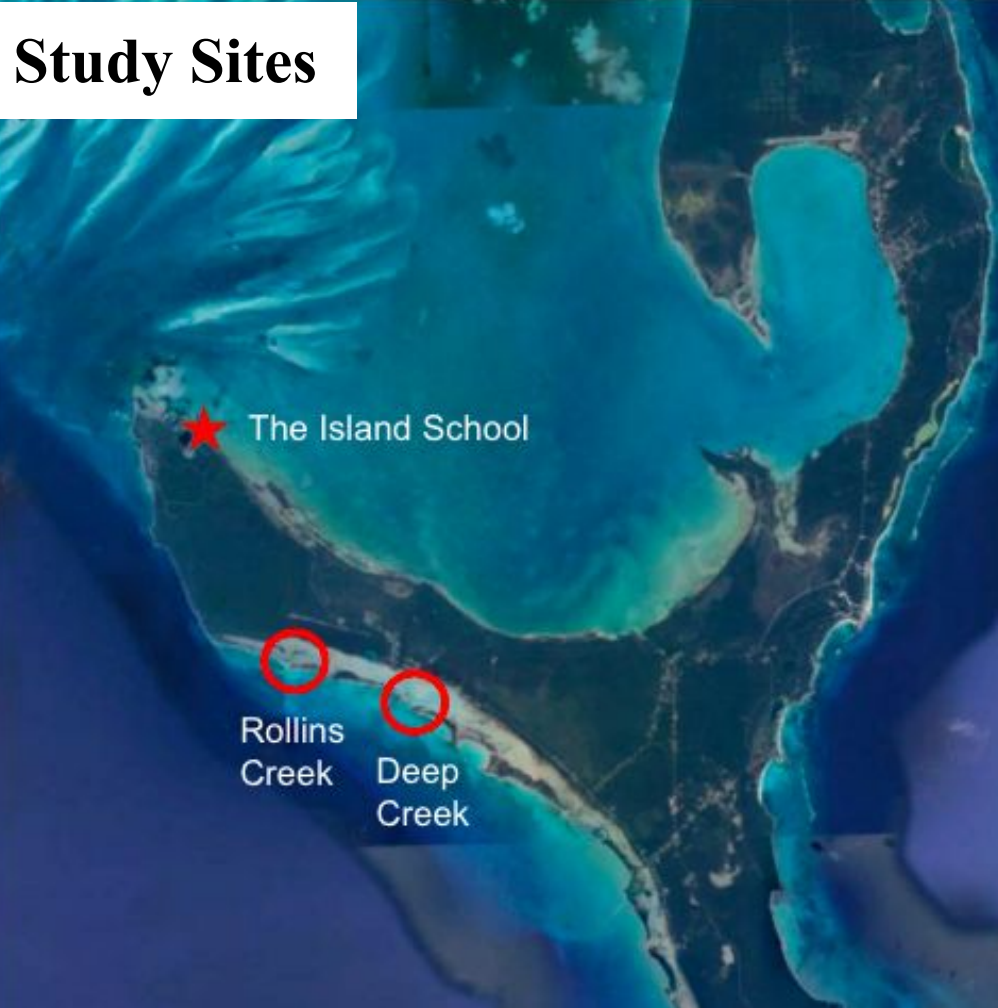 Study Sites
The Island School
Rollins
Creek
Deep
Creek